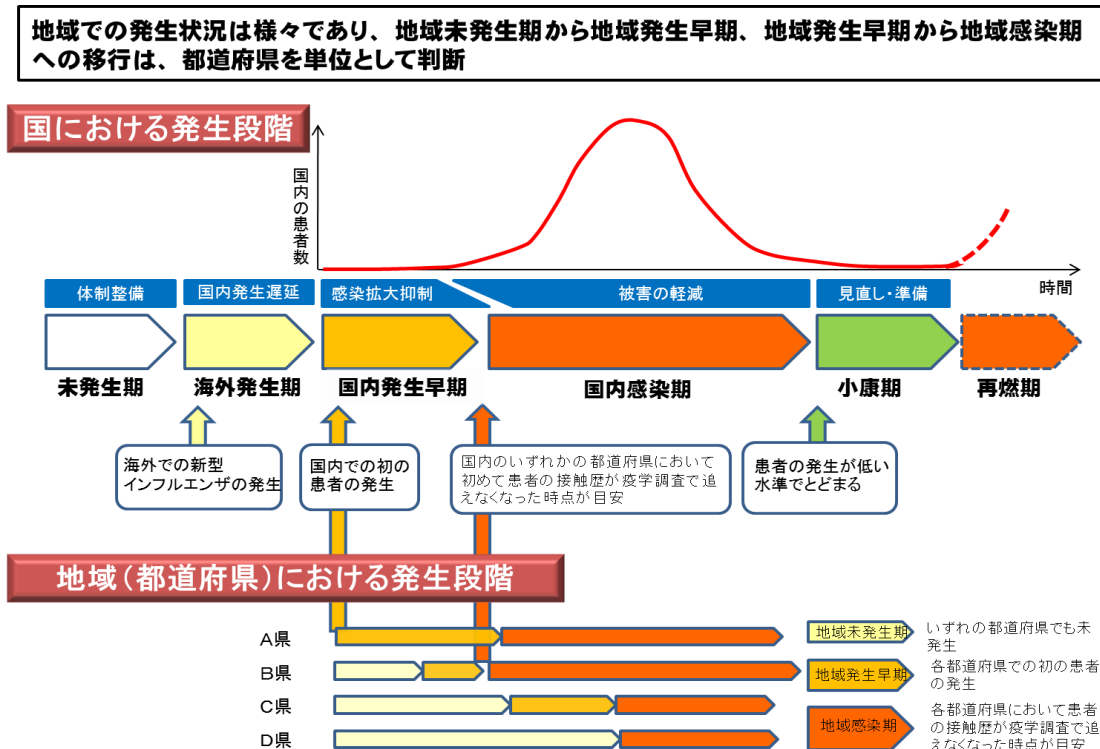 地域での発生状況は様々であり、地域未発生期から地域発生早期、地域発生早期から地域感染期
への移行は、都道府県を単位として判断
国における発生段階
国内の患者数
時間
体制整備
国内発生遅延
感染拡大抑制
被害の軽減
見直し・準備
未発生期
海外発生期
国内発生早期
国内感染期
小康期
再燃期
海外での新型
インフルエンザの発生
国内での初の
患者の発生
国内のいずれかの都道府県において
初めて患者の接触歴が疫学調査で追
えなくなった時点が目安
患者の発生が低い
水準でとどまる
地域(都道府県)における発生段階
A県
B県
C県
D県
地域未発生期
いずれの都道府県でも未
発生
地域発生早期
各都道府県での初の患者
の発生
地域感染期
各都道府県において患者
の接触歴が疫学調査で追
えなくなった時点が目安